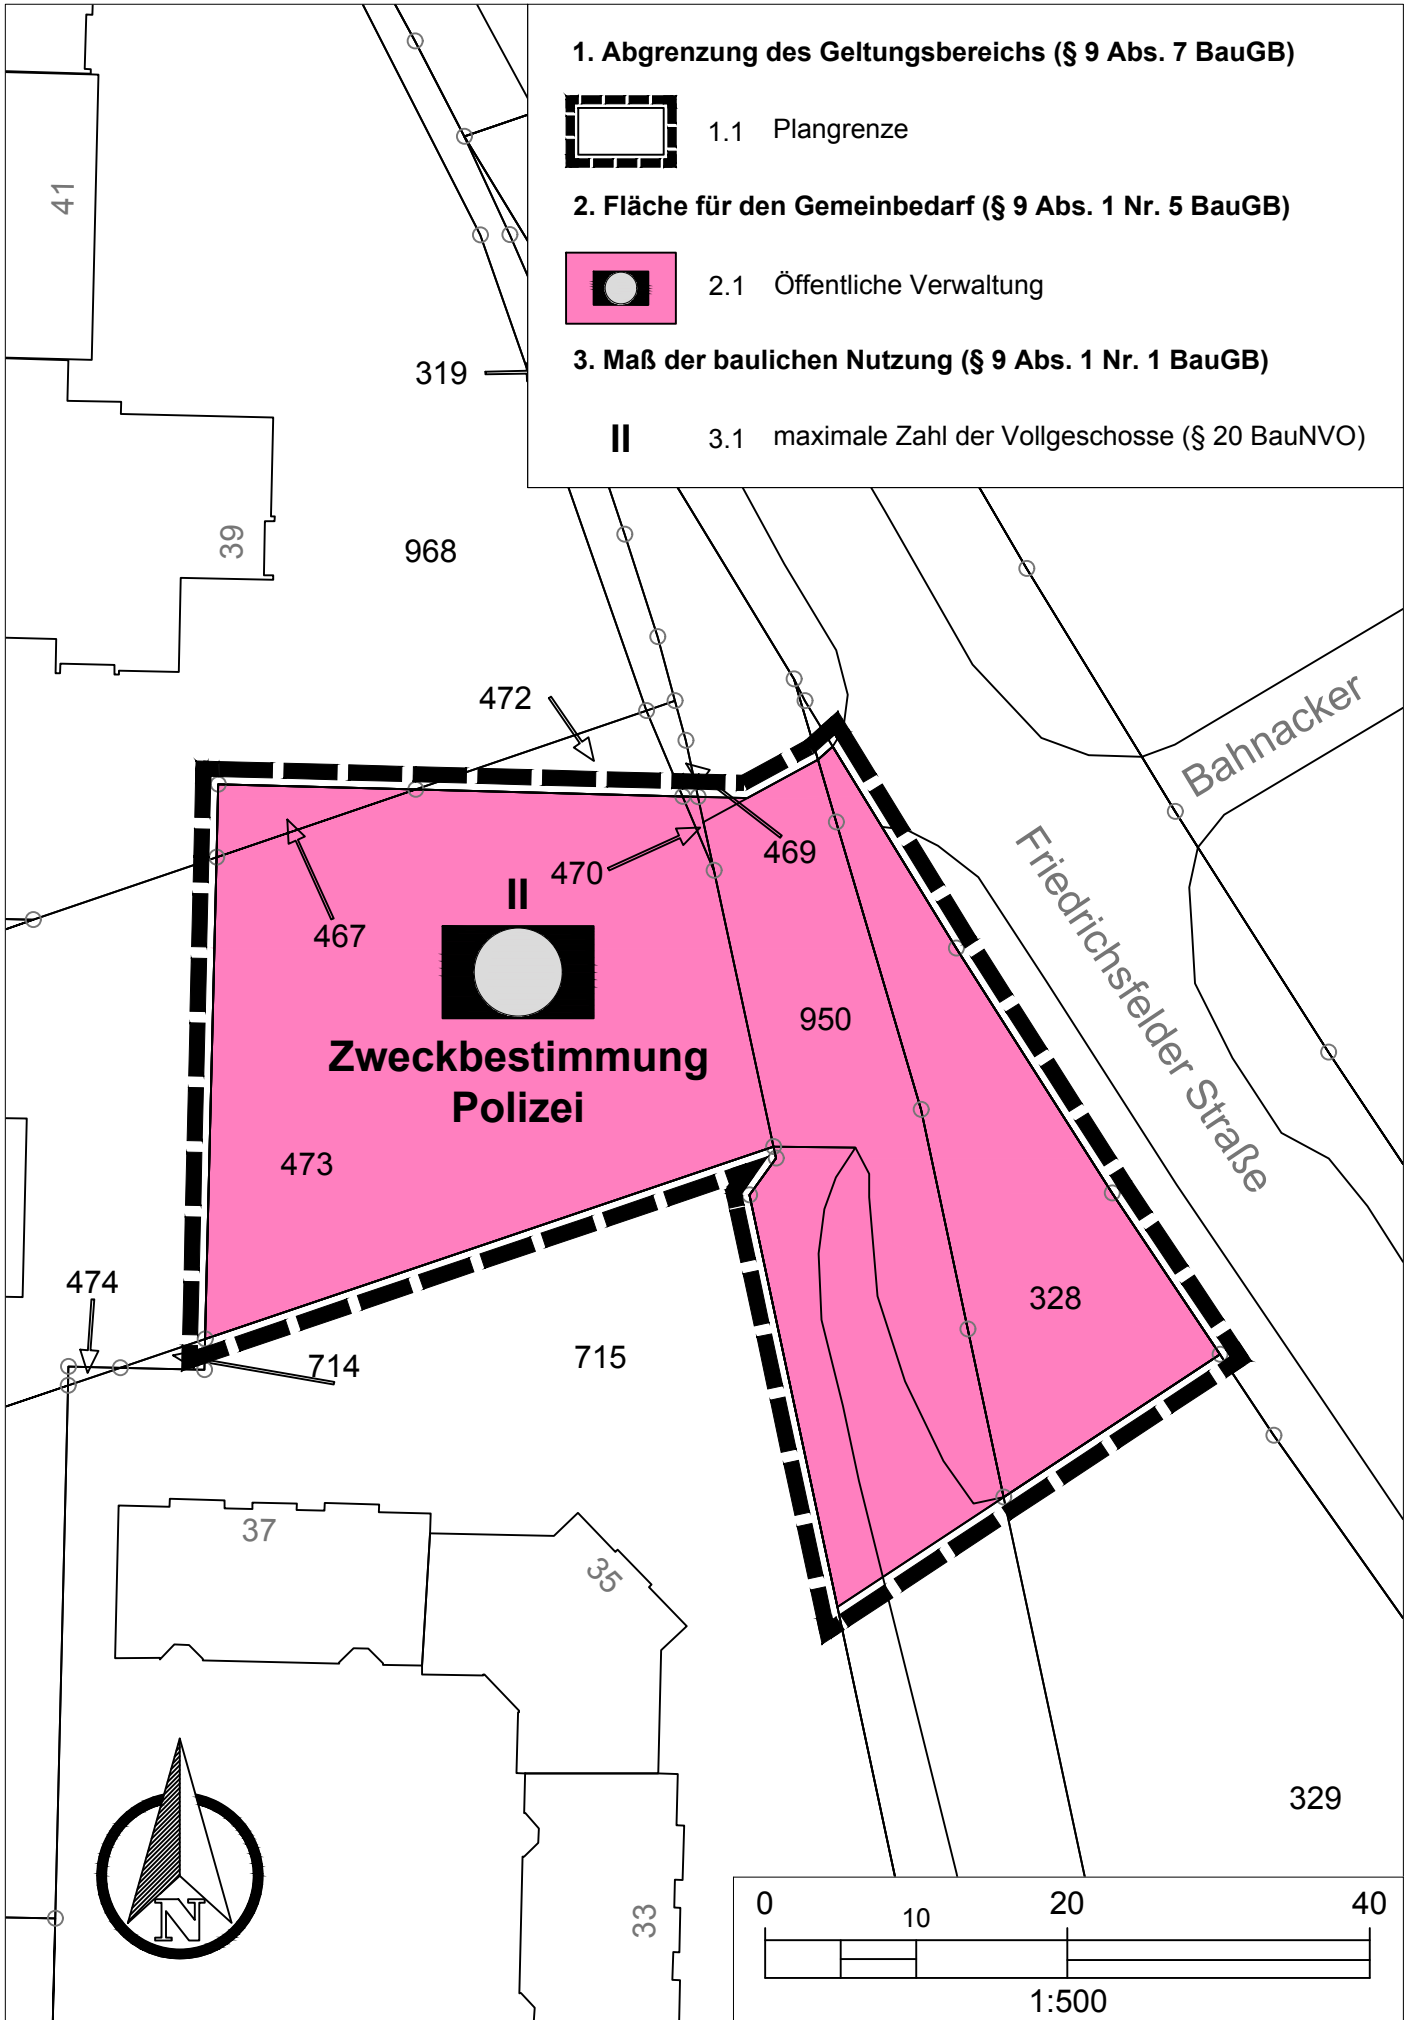 1. Abgrenzung des Geltungsbereichs (§ 9 Abs. 7 BauGB)
1.1 Plangrenze
2. Fläche für den Gemeinbedarf (§ 9 Abs. 1 Nr. 5 BauGB)
2.1 Öffentliche Verwaltung
3. Maß der baulichen Nutzung (§ 9 Abs. 1 Nr. 1 BauGB)
II 3.1 maximale Zahl der Vollgeschosse (§ 20 BauNVO)
41
319
39
968
472
Bahnacker
Friedrichsfelder Straße
469
470
II
467
950
Zweckbestimmung
Polizei
473
474
328
714
715
37
35
329
33
N
0 10 20 40
1:500